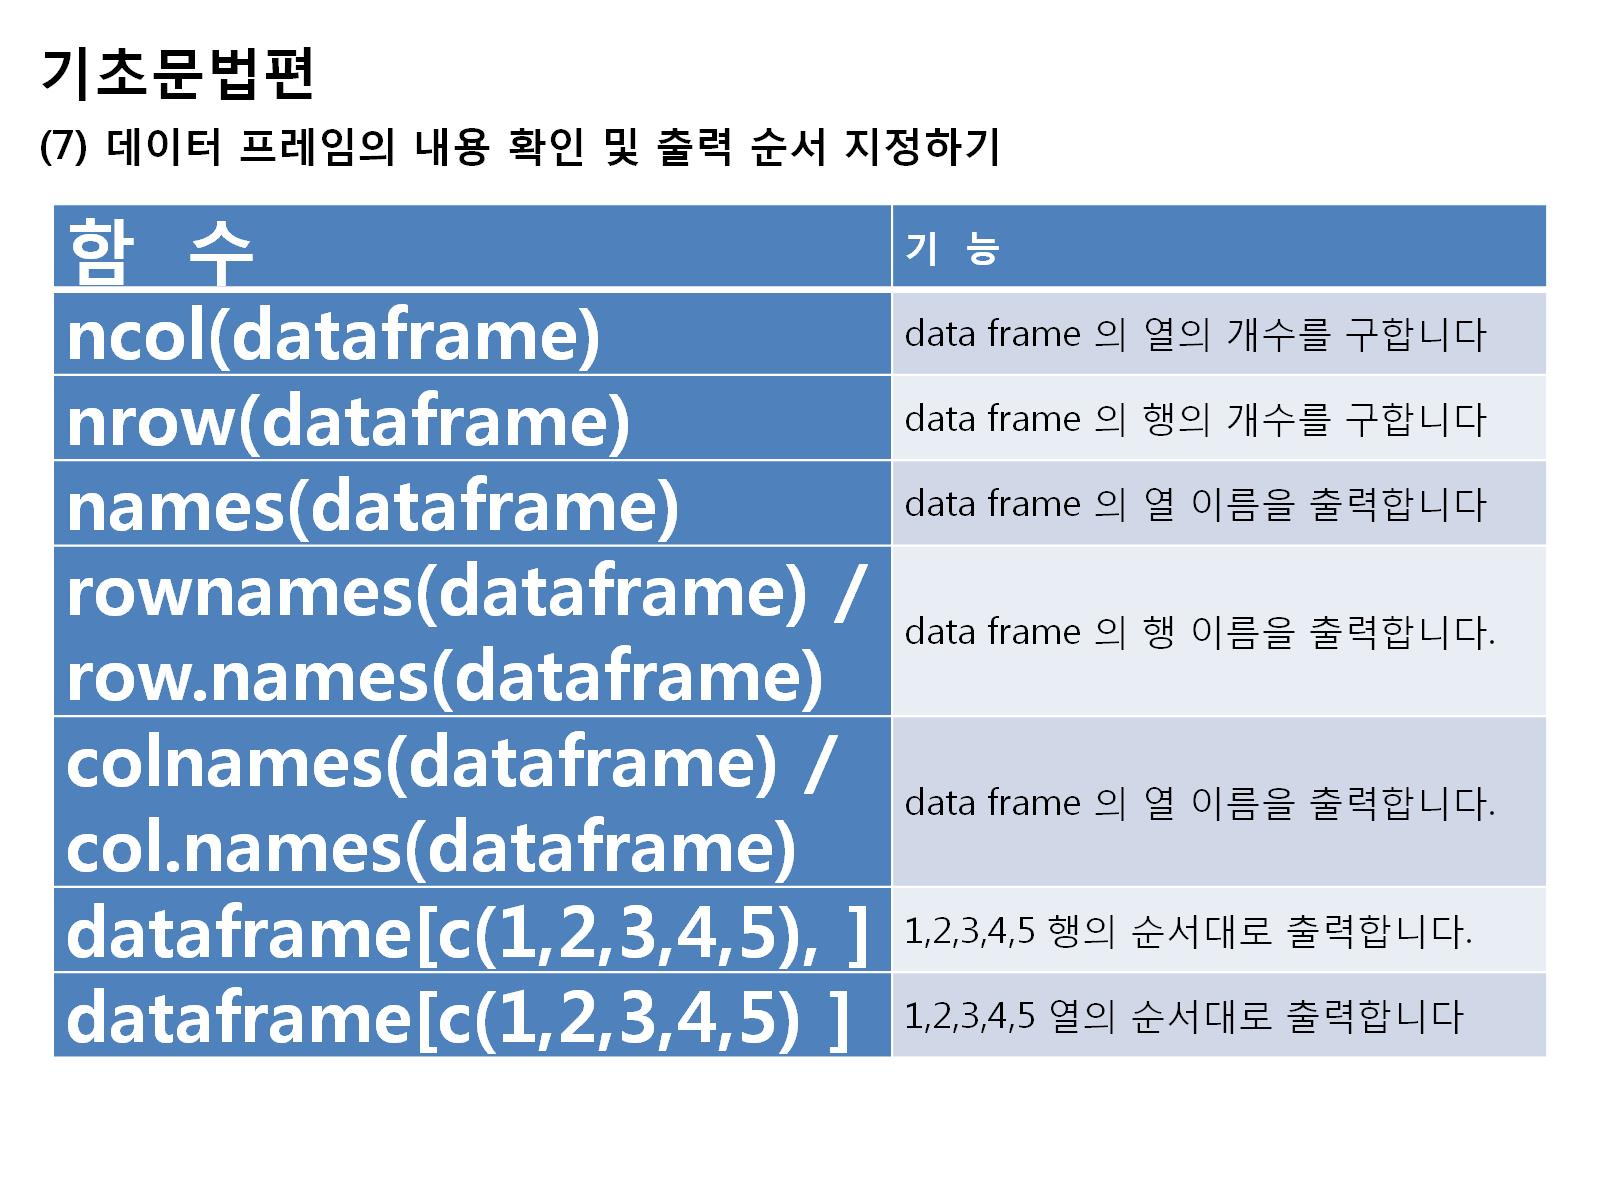 기초문법편
(7) 데이터 프레임의 내용 확인 및 출력 순서 지정하기
함 수
기 능
ncol(dataframe)
data frame 의 열의 개수를 구합니다
nrow(dataframe)
data frame 의 행의 개수를 구합니다
names(dataframe)
data frame 의 열 이름을 출력합니다
rownames(dataframe) /
row.names(dataframe)
data frame 의 행 이름을 출력합니다.
colnames(dataframe) /
col.names(dataframe)
data frame 의 열 이름을 출력합니다.
dataframe[c(1,2,3,4,5), ]
1,2,3,4,5 행의 순서대로 출력합니다.
dataframe[c(1,2,3,4,5) ]
1,2,3,4,5 열의 순서대로 출력합니다